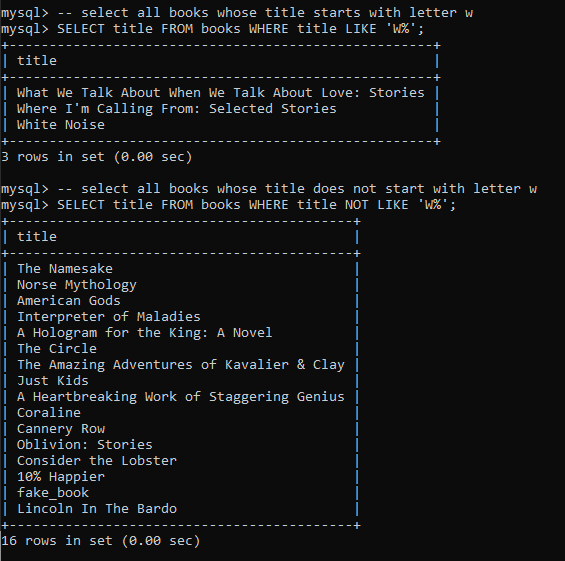 mysql> -- select all books whose title starts with letter w
mysql> SELECT title FROM books WHERE title LIKE 'W%';
+-----------------------------------------------------+
| title                                               |
+-----------------------------------------------------+
| What We Talk About When We Talk About Love: Stories |
| Where I'm Calling From: Selected Stories            |
| White Noise                                         |
+-----------------------------------------------------+
3 rows in set (0.00 sec)
mysql> -- select all books whose title does not start with letter w
mysql> SELECT title FROM books WHERE title NOT LIKE 'W%';
+-------------------------------------------+
| title                                     |
+-------------------------------------------+
| The Namesake                              |
| Norse Mythology                           |
| American Gods                             |
| Interpreter of Maladies                   |
| A Hologram for the King: A Novel          |
| The Circle                                |
| The Amazing Adventures of Kavalier & Clay |
| Just Kids                                 |
| A Heartbreaking Work of Staggering Genius |
| Coraline                                  |
| Cannery Row                               |
| Oblivion: Stories                         |
| Consider the Lobster                      |
| 10% Happier                               |
| fake_book                                 |
| Lincoln In The Bardo                      |
+-------------------------------------------+
16 rows in set (0.00 sec)